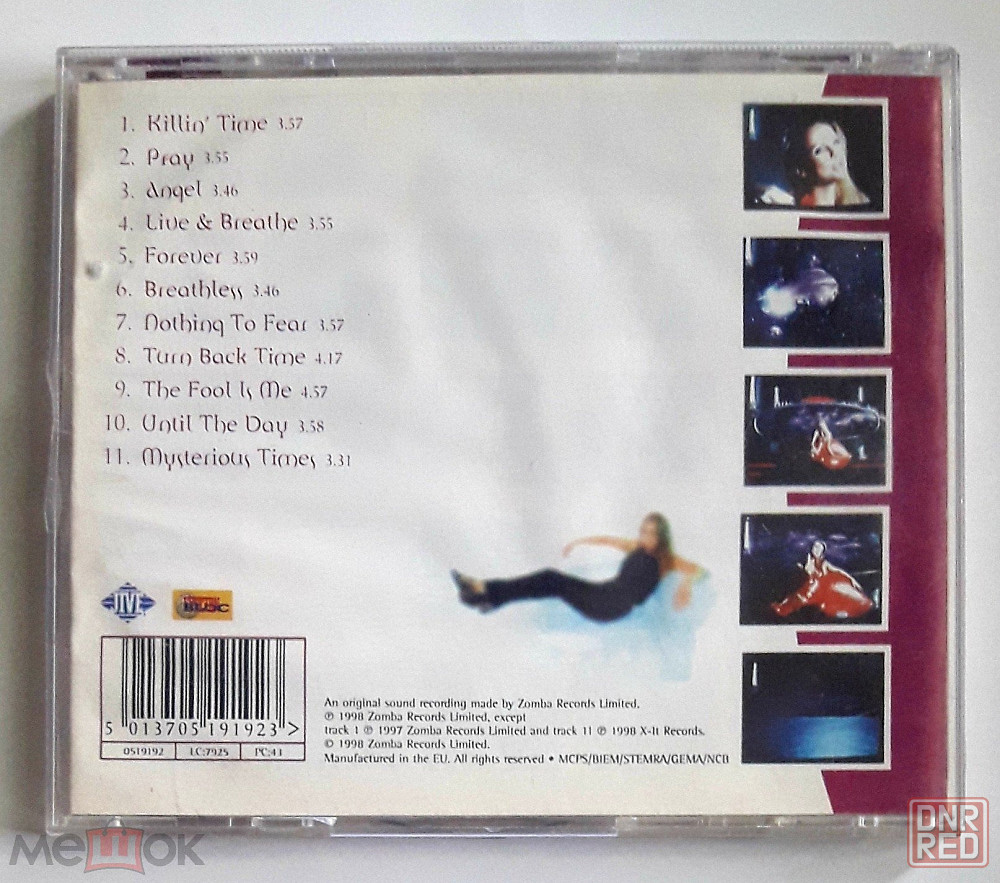 1. Killin' Time 3.57
2. Pray 3.55
3. Angel 3.46
4. Live & Breathe 3.55
5. Forever 3.59
6. Breathless 3.46
7. Nothing To Fear 3.57
8. Turn Back Time 4.17
9. The Fool Is Me 4.57
10. Until The Day 3.58
11. Mysterious Times 3.31
JIVE
MUSIC
5 013705 191923 >
0519192 LC:7925 PC:43
An original sound recording made by Zomba Records Limited.
℗ 1998 Zomba Records Limited, except
track 1 ℗ 1997 Zomba Records Limited and track 11 ℗ 1998 X-It Records.
© 1998 Zomba Records Limited.
Manufactured in the EU. All rights reserved • MCPS/BIEM/STEMRA/GEMA/NCB
мешок
DNR
RED